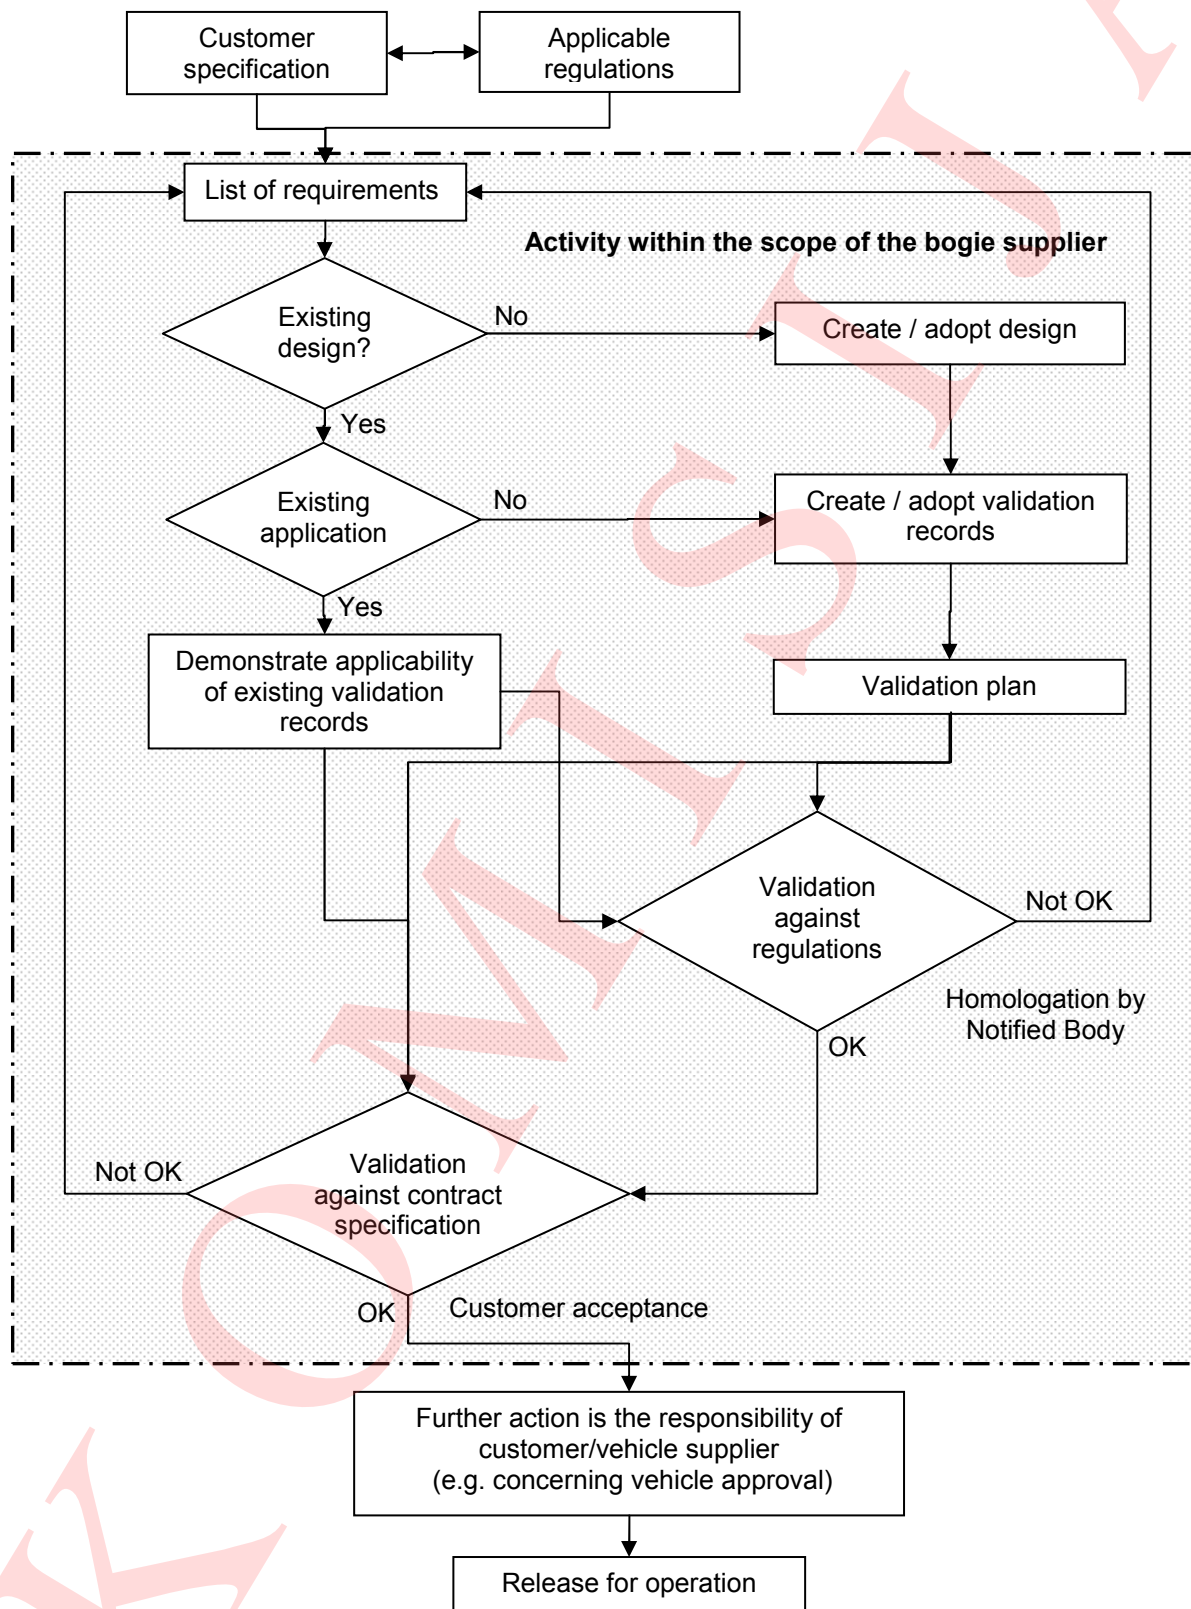 Customer
specification
Applicable
regulations
List of requirements
Activity within the scope of the bogie supplier
Existing
design?
No
Create / adopt design
Yes
Existing
application
No
Create / adopt validation
records
Yes
Demonstrate applicability
of existing validation
records
Validation plan
Validation
against
regulations
Not OK
Homologation by
Notified Body
OK
Not OK
Validation
against contract
specification
OK
Customer acceptance
Further action is the responsibility of
customer/vehicle supplier
(e.g. concerning vehicle approval)
Release for operation
K O M I S I J A